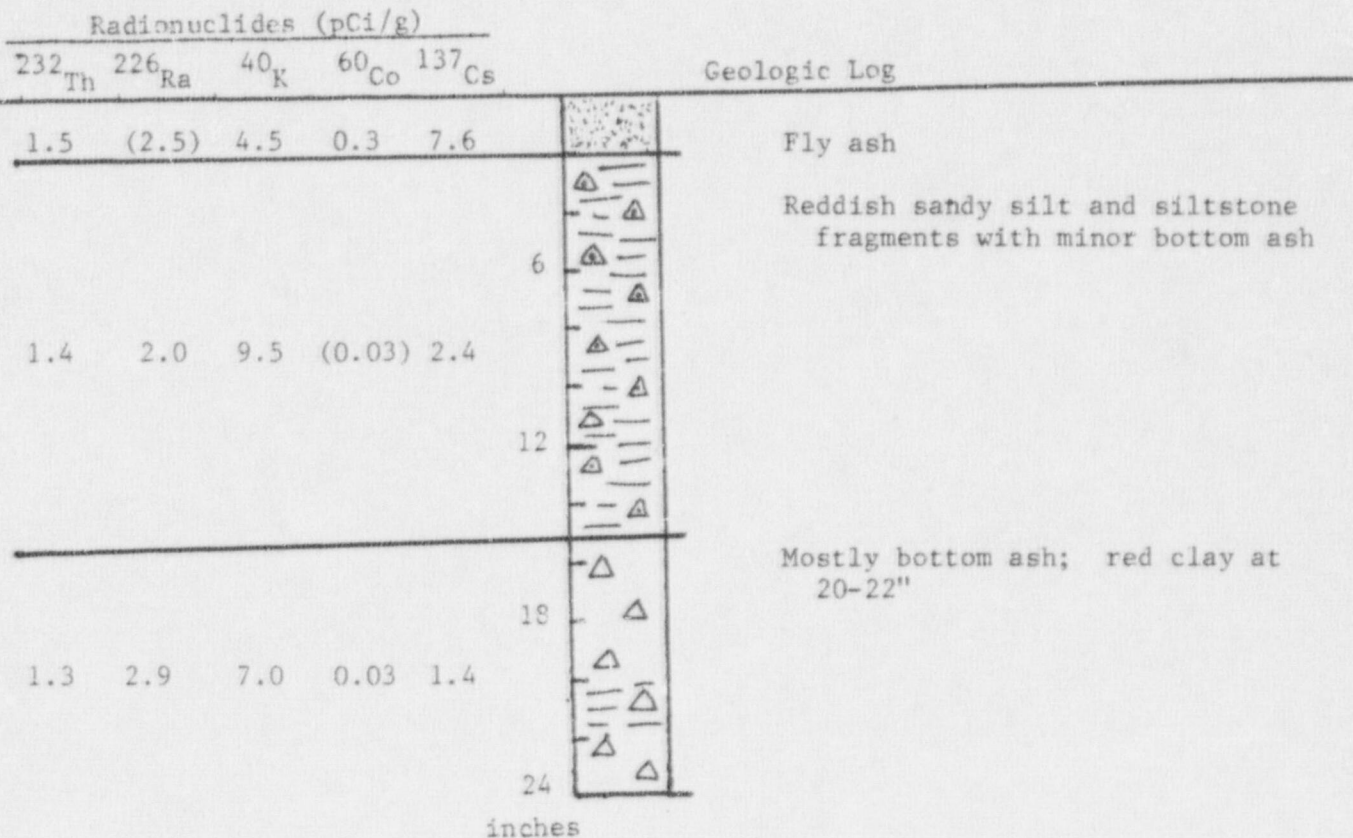 Radionuclides (pCi/g)
232Th 226Ra 40K 60Co 137Cs Geologic Log
1.5 (2.5) 4.5 0.3 7.6 Fly ash
Reddish sandy silt and siltstone
fragments with minor bottom ash
6
1.4 2.0 9.5 (0.03) 2.4
12
Mostly bottom ash; red clay at
20-22"
18
1.3 2.9 7.0 0.03 1.4
24
inches